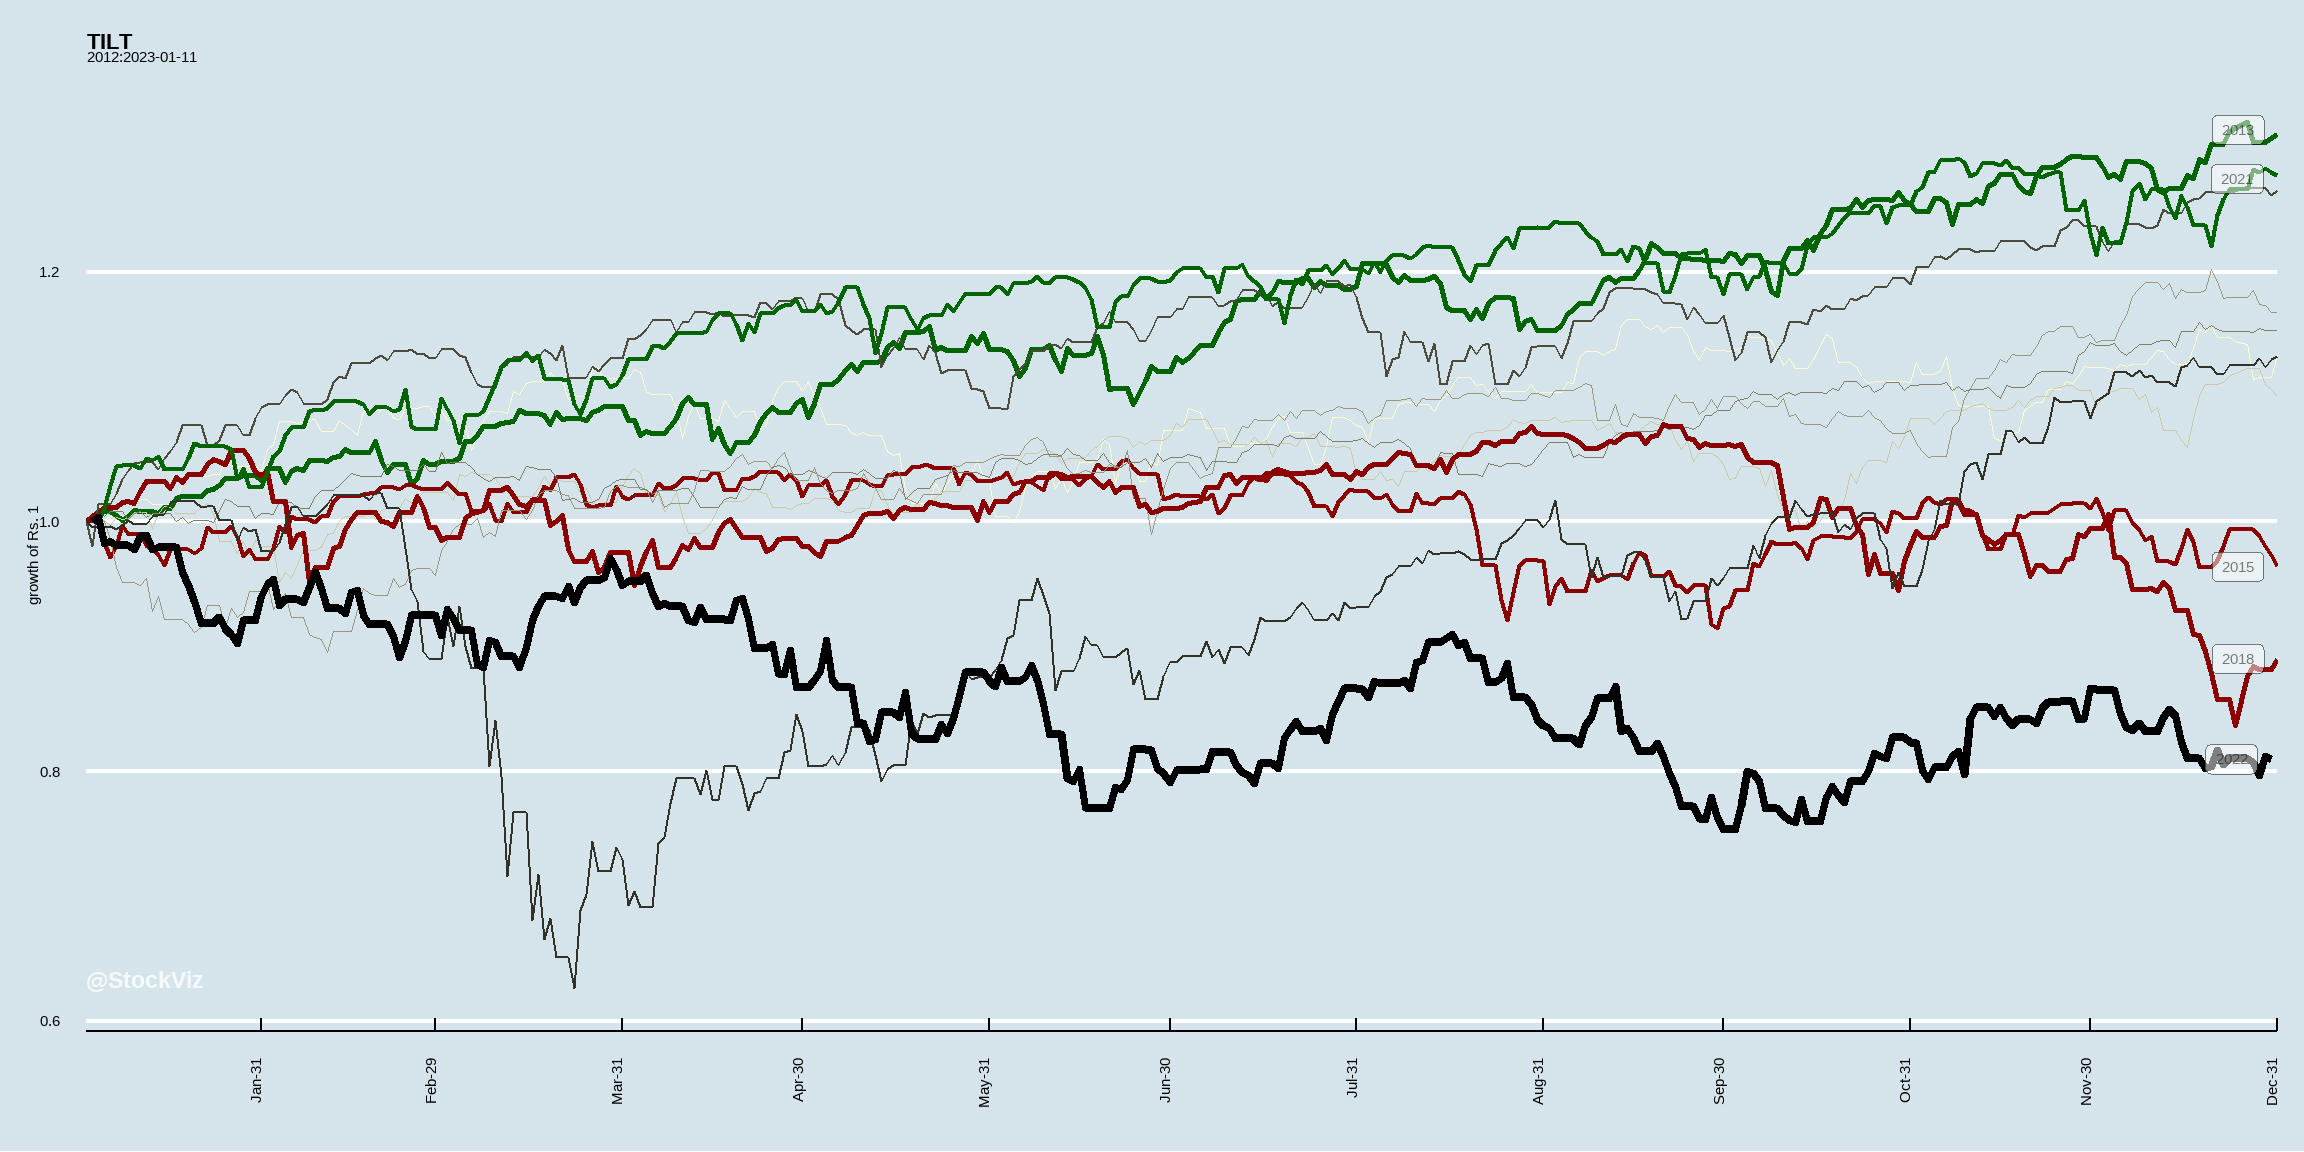 TILT
2012:2023-01-11
2013
2021
1.2
growth of Rs. 1
1.0
2015
2018
2022
0.8
@StockViz
0.6
Jan-31
Feb-29
Mar-31
Apr-30
May-31
Jun-30
Jul-31
Aug-31
Sep-30
Oct-31
Nov-30
Dec-31